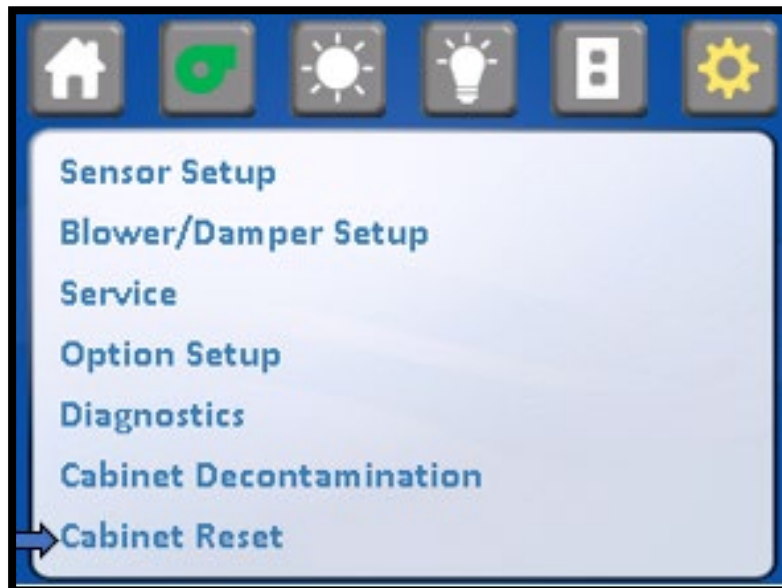 Sensor Setup
Blower/Damper Setup
Service
Option Setup
Diagnostics
Cabinet Decontamination
Cabinet Reset